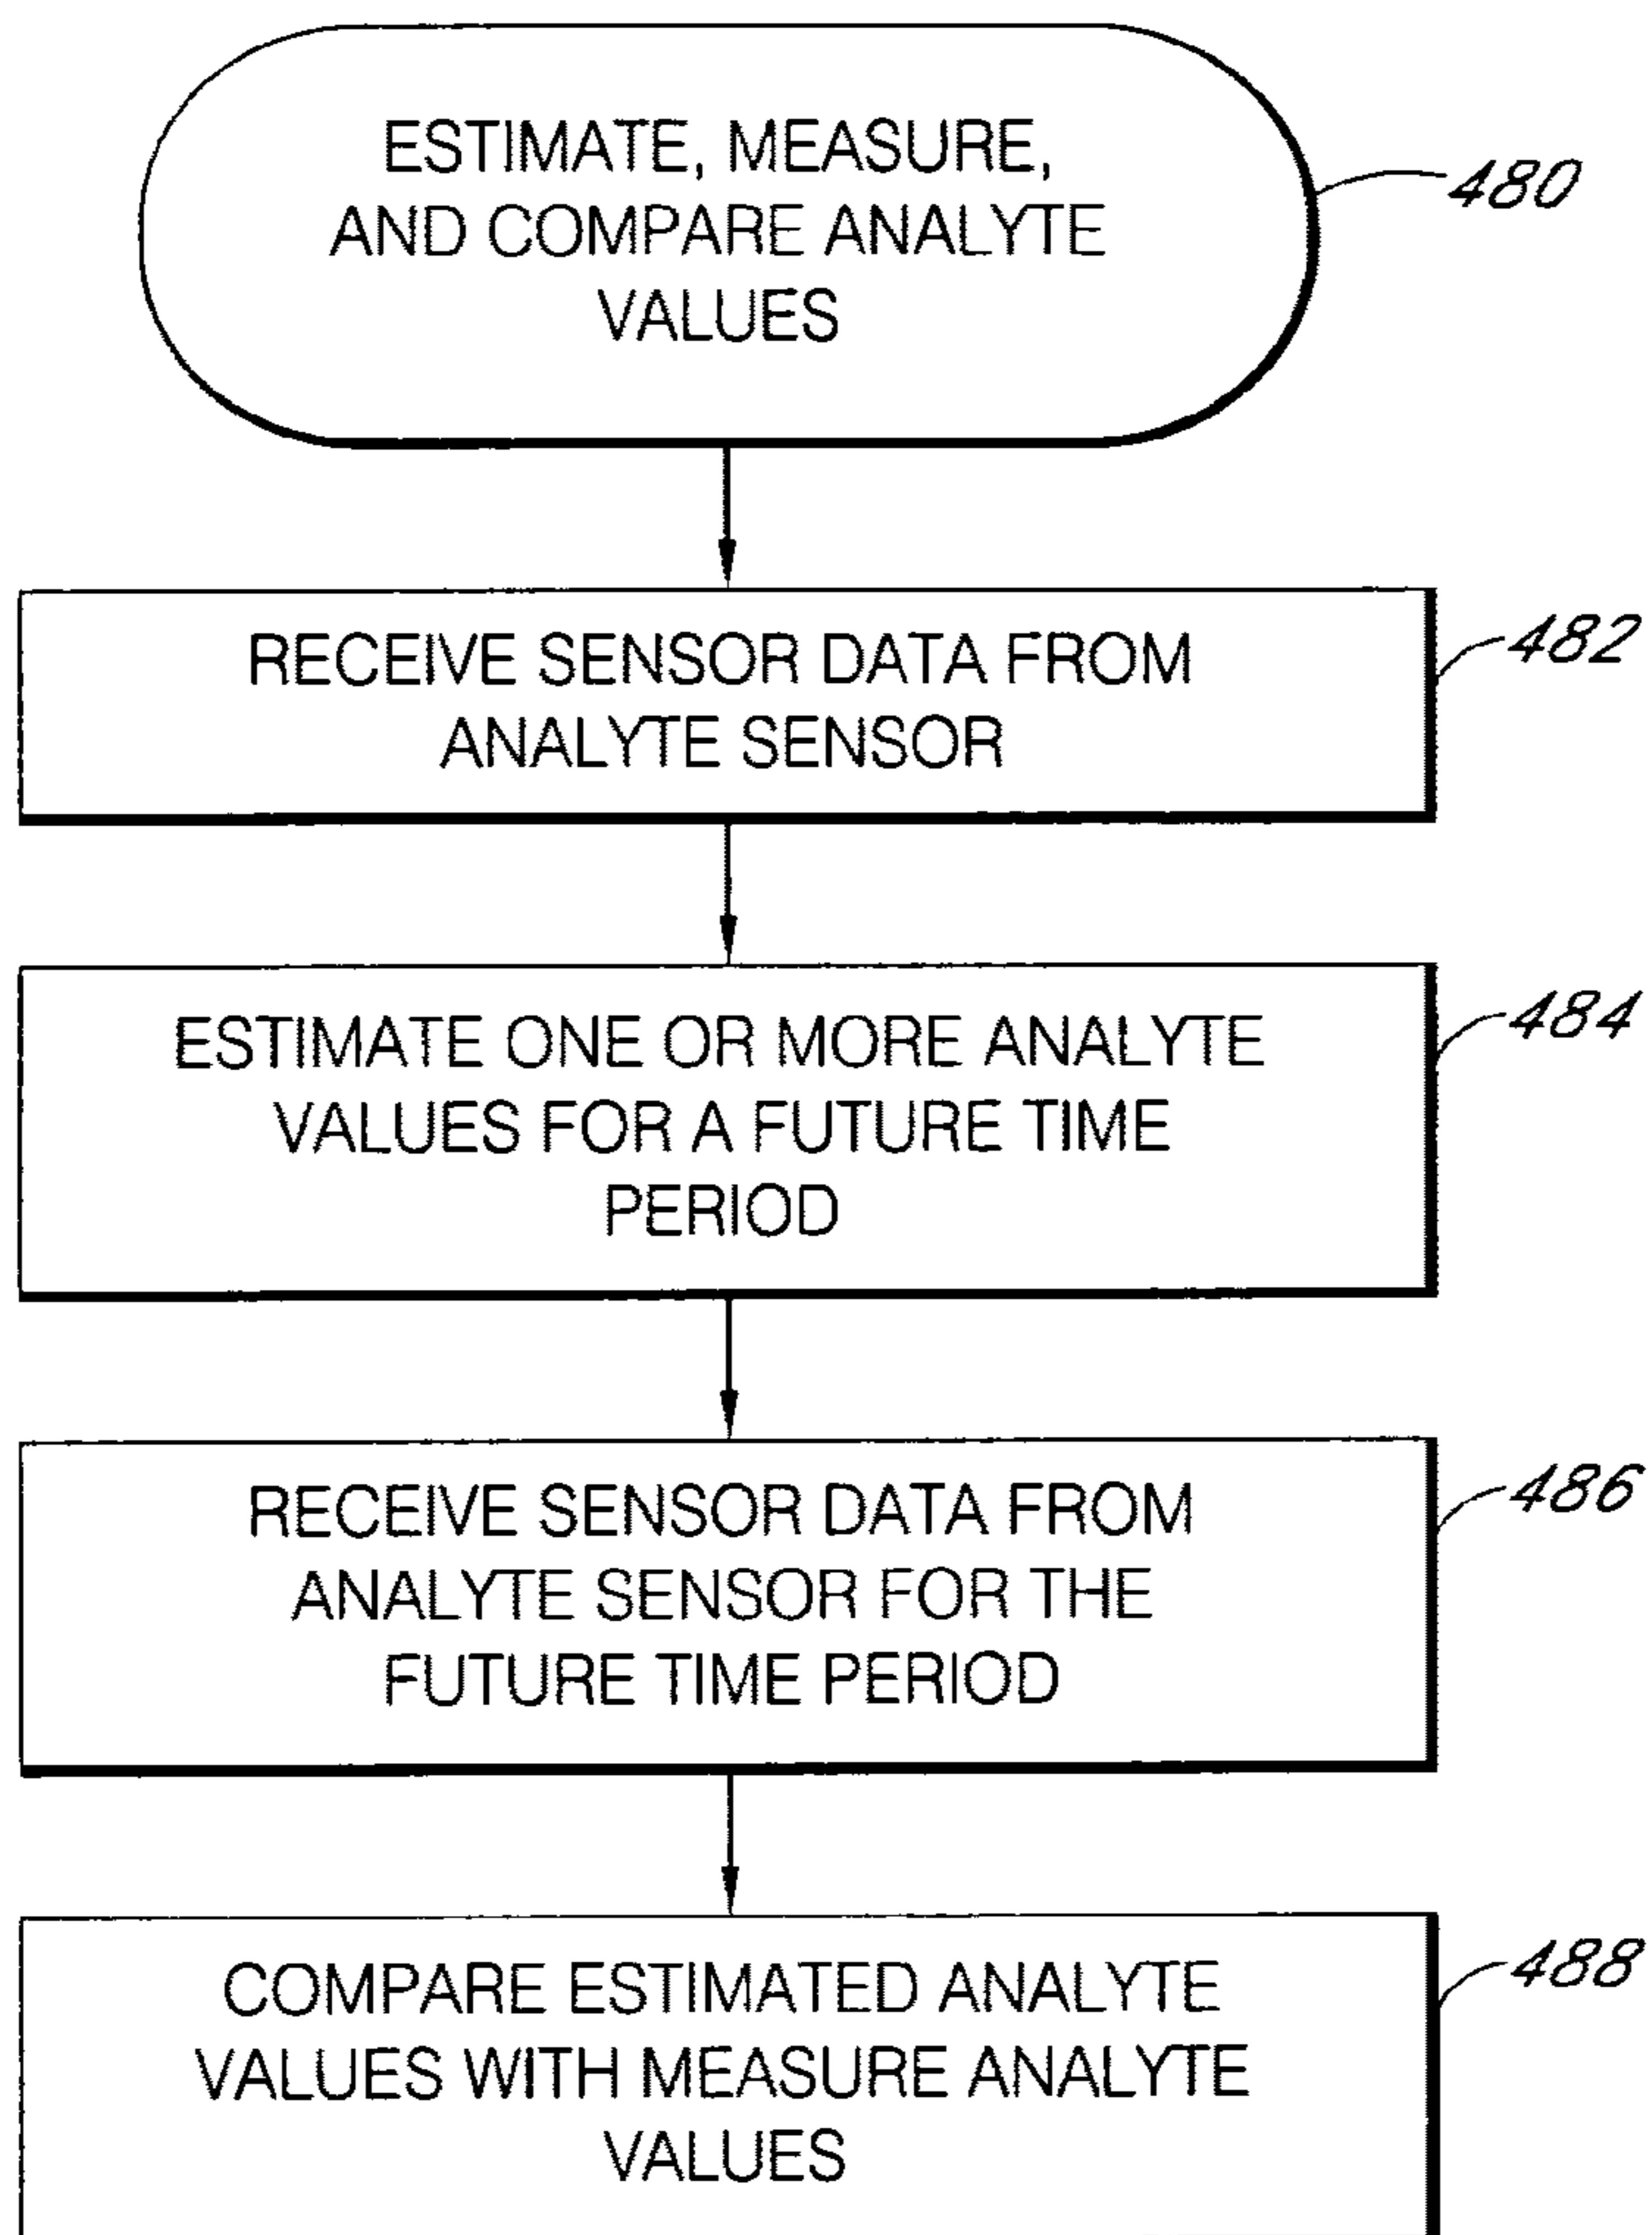 ESTIMATE, MEASURE,
AND COMPARE ANALYTE
VALUES
480
RECEIVE SENSOR DATA FROM
ANALYTE SENSOR
482
ESTIMATE ONE OR MORE ANALYTE
VALUES FOR A FUTURE TIME
PERIOD
484
RECEIVE SENSOR DATA FROM
ANALYTE SENSOR FOR THE
FUTURE TIME PERIOD
486
COMPARE ESTIMATED ANALYTE
VALUES WITH MEASURE ANALYTE
VALUES
488